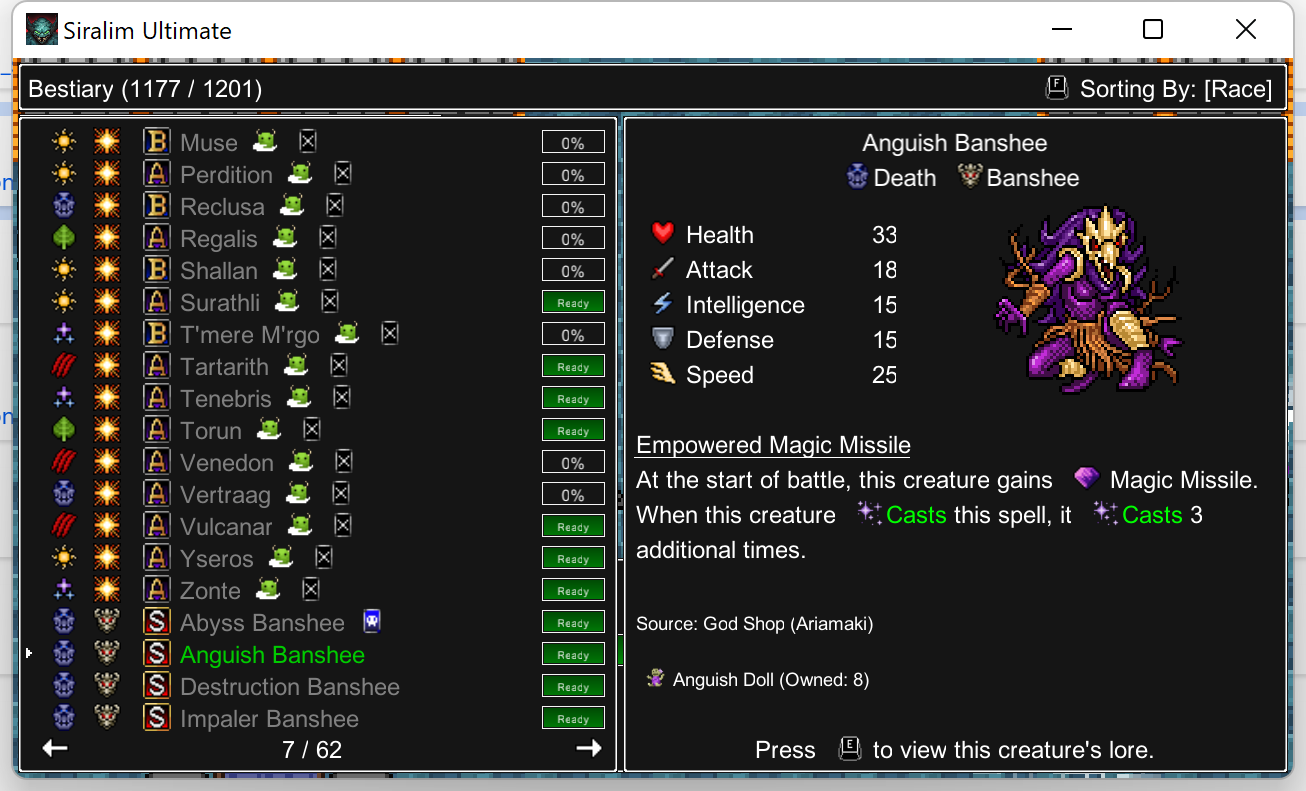 Siralim Ultimate
Bestiary (1177 / 1201)
F Sorting By: [Race]
B Muse 0%
A Perdition 0%
B Reclusa 0%
A Regalis 0%
B Shallan 0%
A Surathli Ready
B T'mere M'rgo 0%
A Tartarith Ready
A Tenebris Ready
A Torun Ready
A Venedon 0%
A Vertraag 0%
A Vulcanar Ready
A Yseros Ready
A Zonte Ready
S Abyss Banshee Ready
S Anguish Banshee Ready
S Destruction Banshee Ready
S Impaler Banshee Ready
7 / 62
Anguish Banshee
Death Banshee
Health 33
Attack 18
Intelligence 15
Defense 15
Speed 25
Empowered Magic Missile
At the start of battle, this creature gains Magic Missile.
When this creature Casts this spell, it Casts 3
additional times.
Source: God Shop (Ariamaki)
Anguish Doll (Owned: 8)
Press E to view this creature's lore.